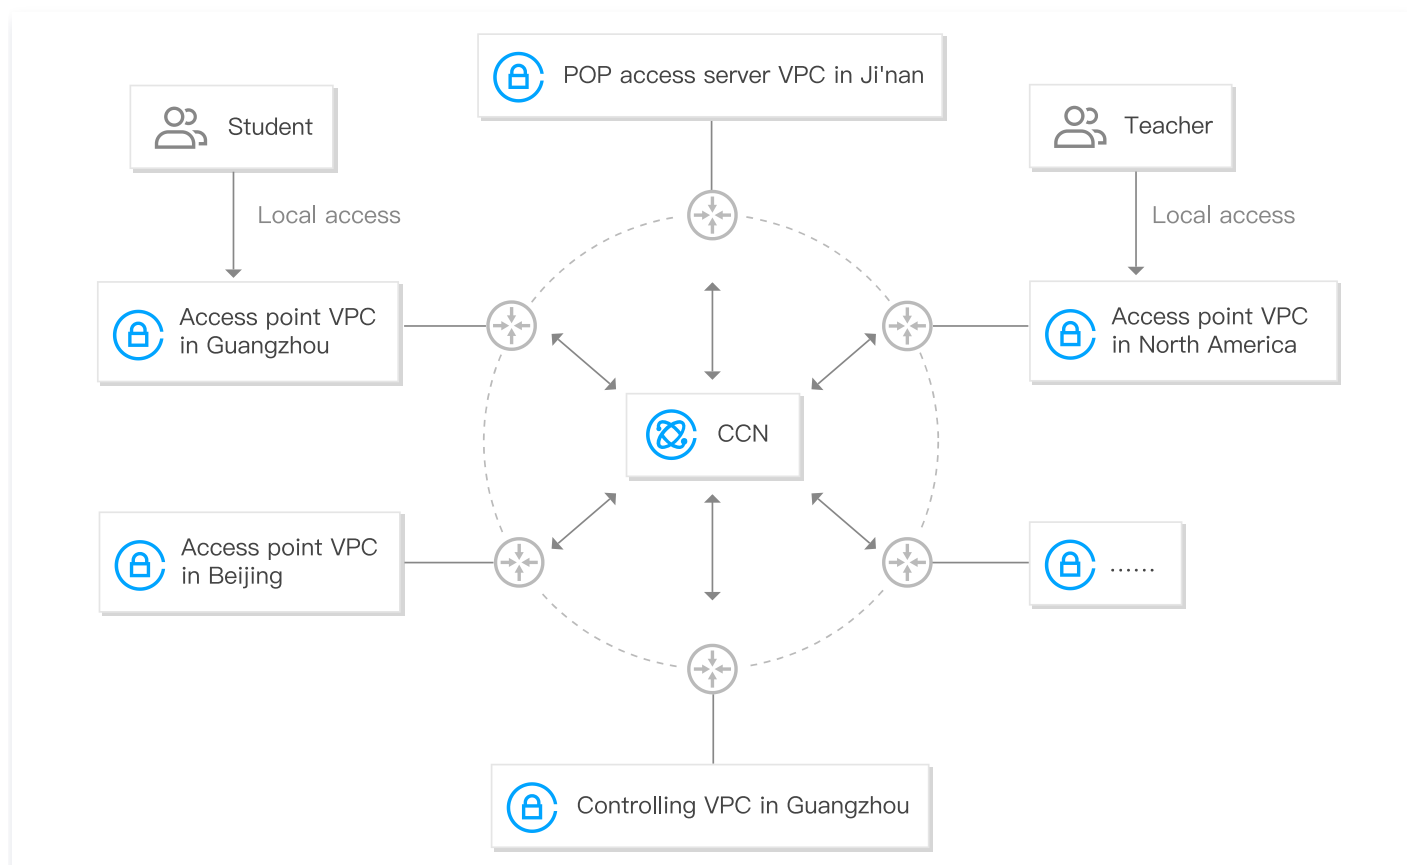 POP access server VPC in Ji'nan
Student
Teacher
Local access
Local access
Access point VPC
in Guangzhou
Access point VPC
in North America
CCN
Access point VPC
in Beijing
......
Controlling VPC in Guangzhou